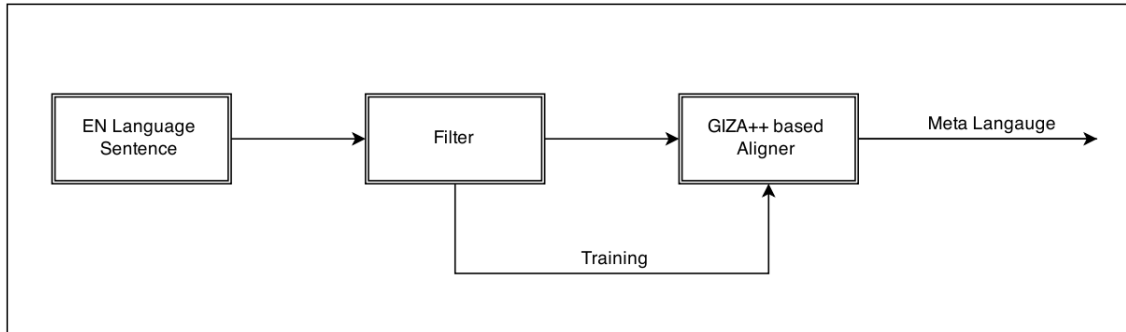 EN Language
Sentence
Filter
GIZA++ based
Aligner
Meta Langauge
Training